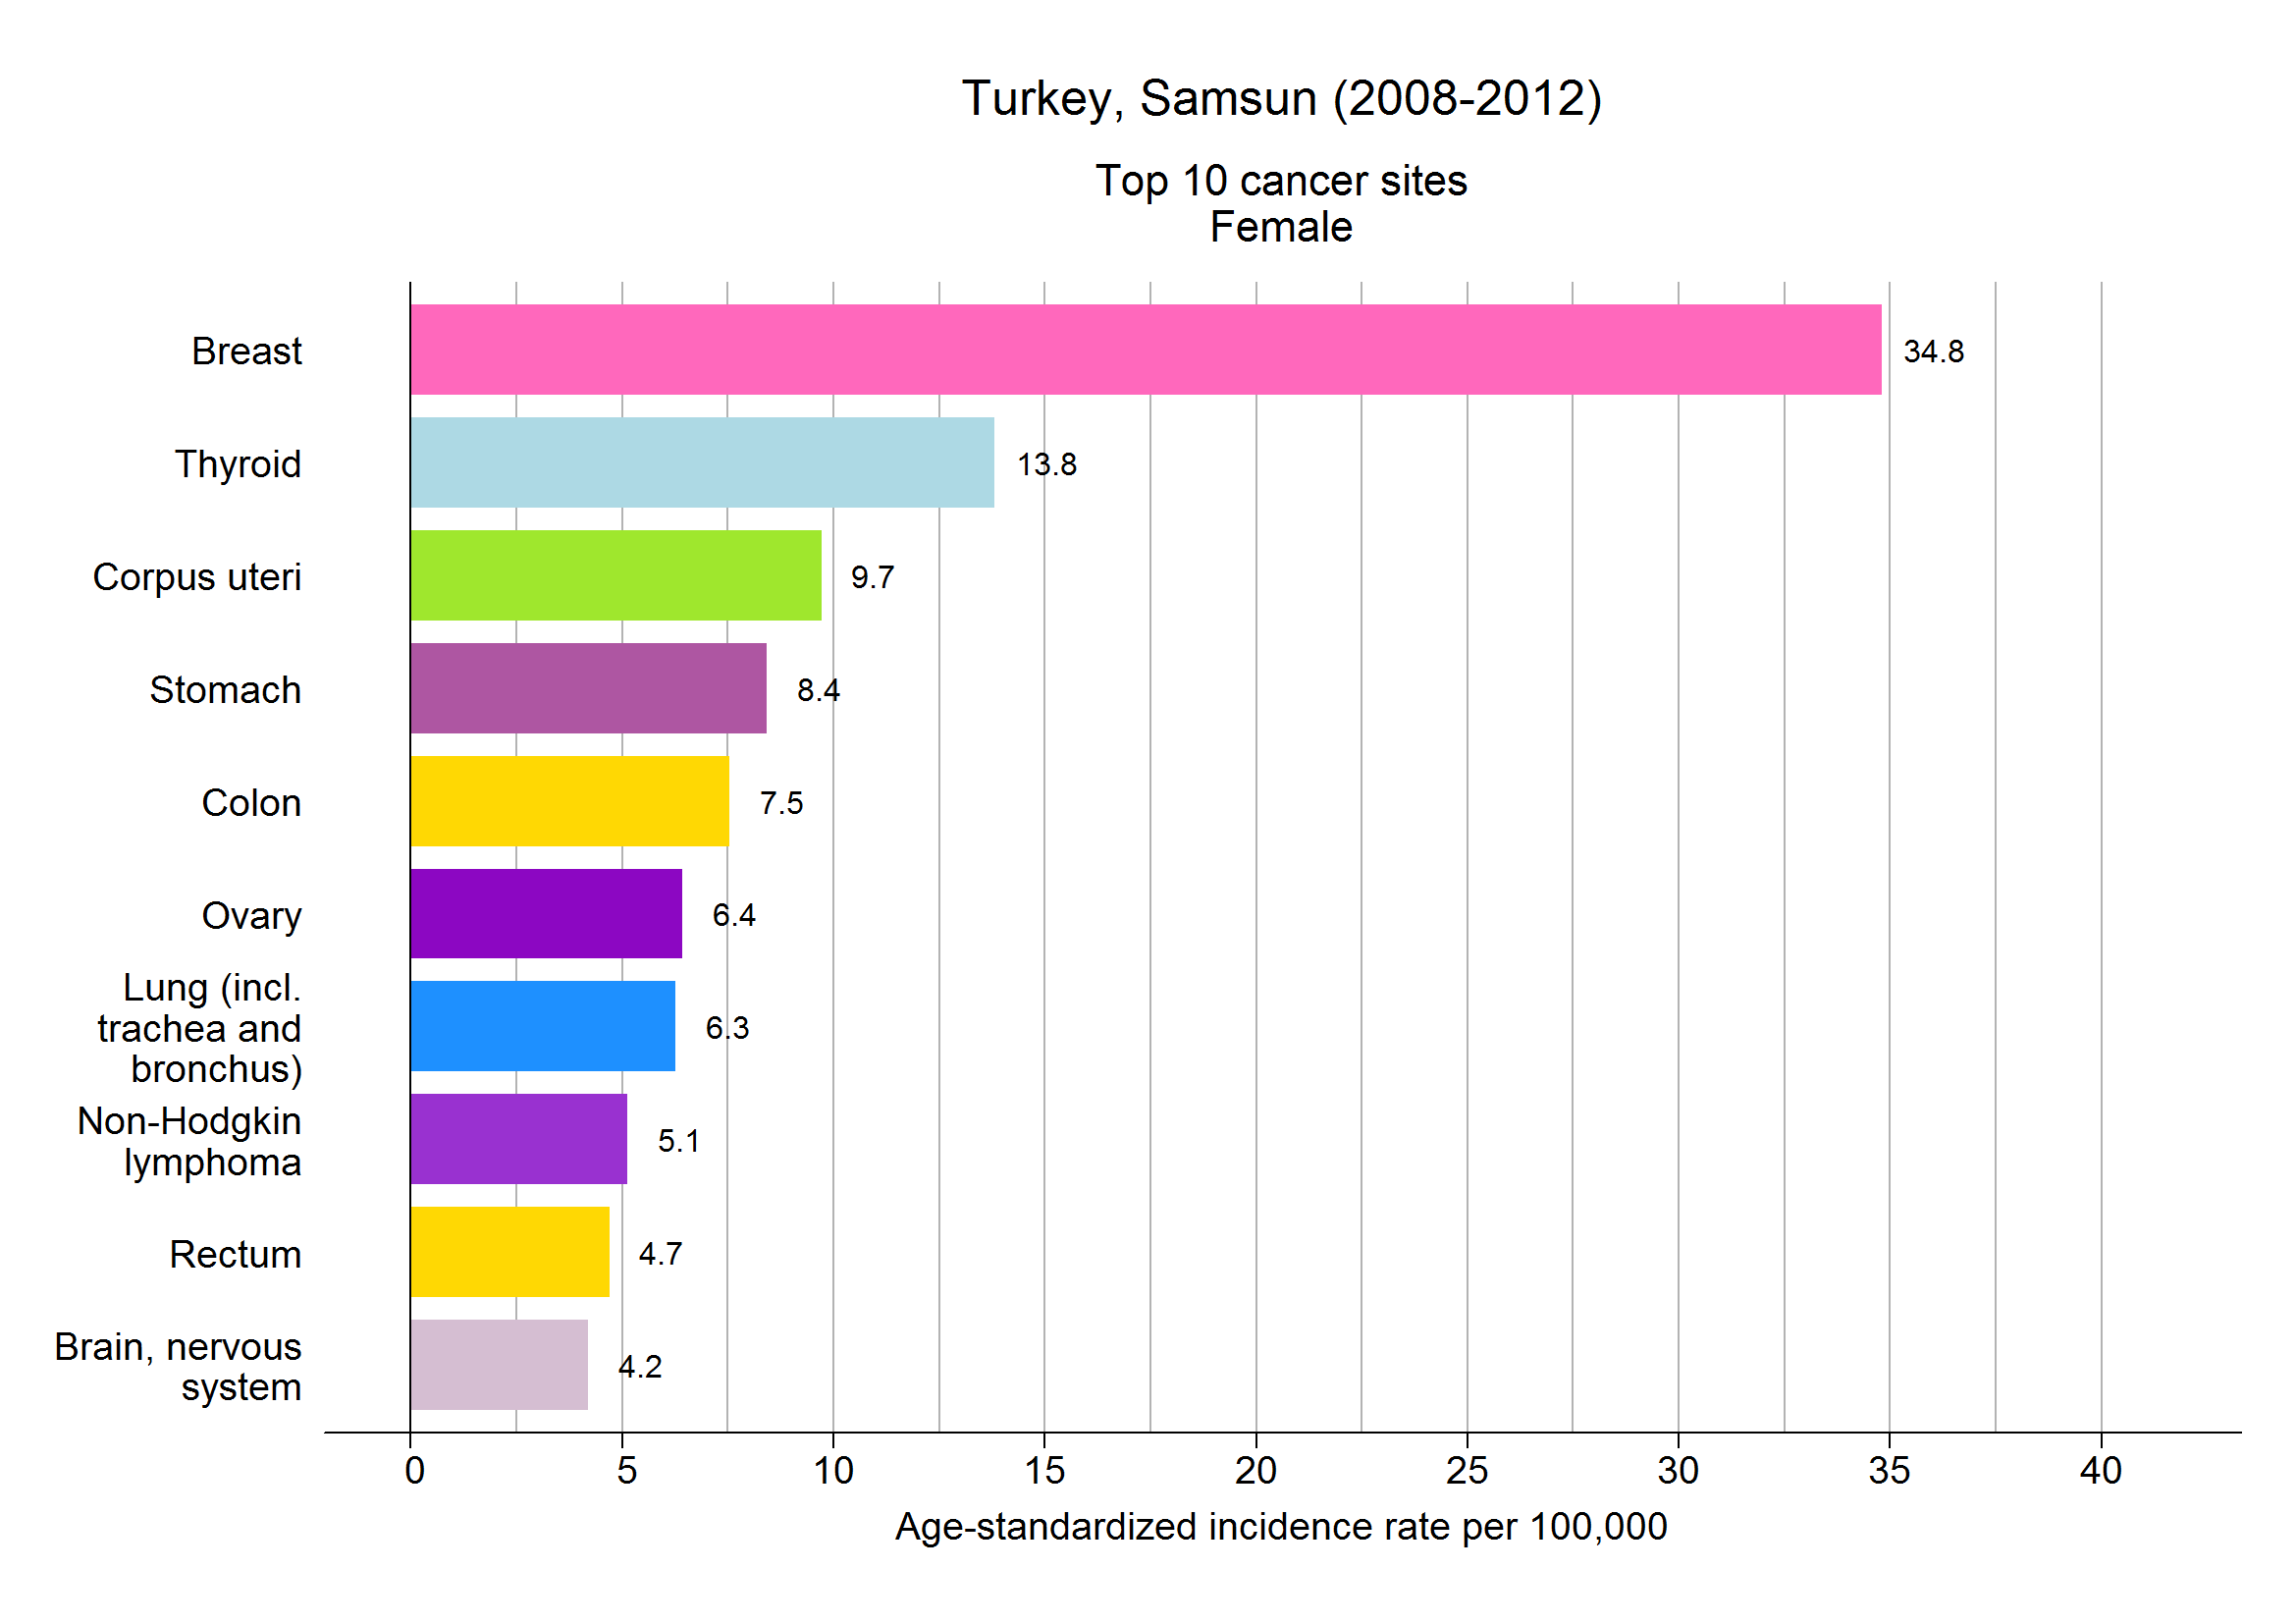 Turkey, Samsun (2008-2012)
Top 10 cancer sites
Female
Breast
34.8
Thyroid
13.8
Corpus uteri
9.7
Stomach
8.4
Colon
7.5
Ovary
6.4
Lung (incl.
trachea and
bronchus)
6.3
Non-Hodgkin
lymphoma
5.1
Rectum
4.7
Brain, nervous
system
4.2
0 5 10 15 20 25 30 35 40
Age-standardized incidence rate per 100,000